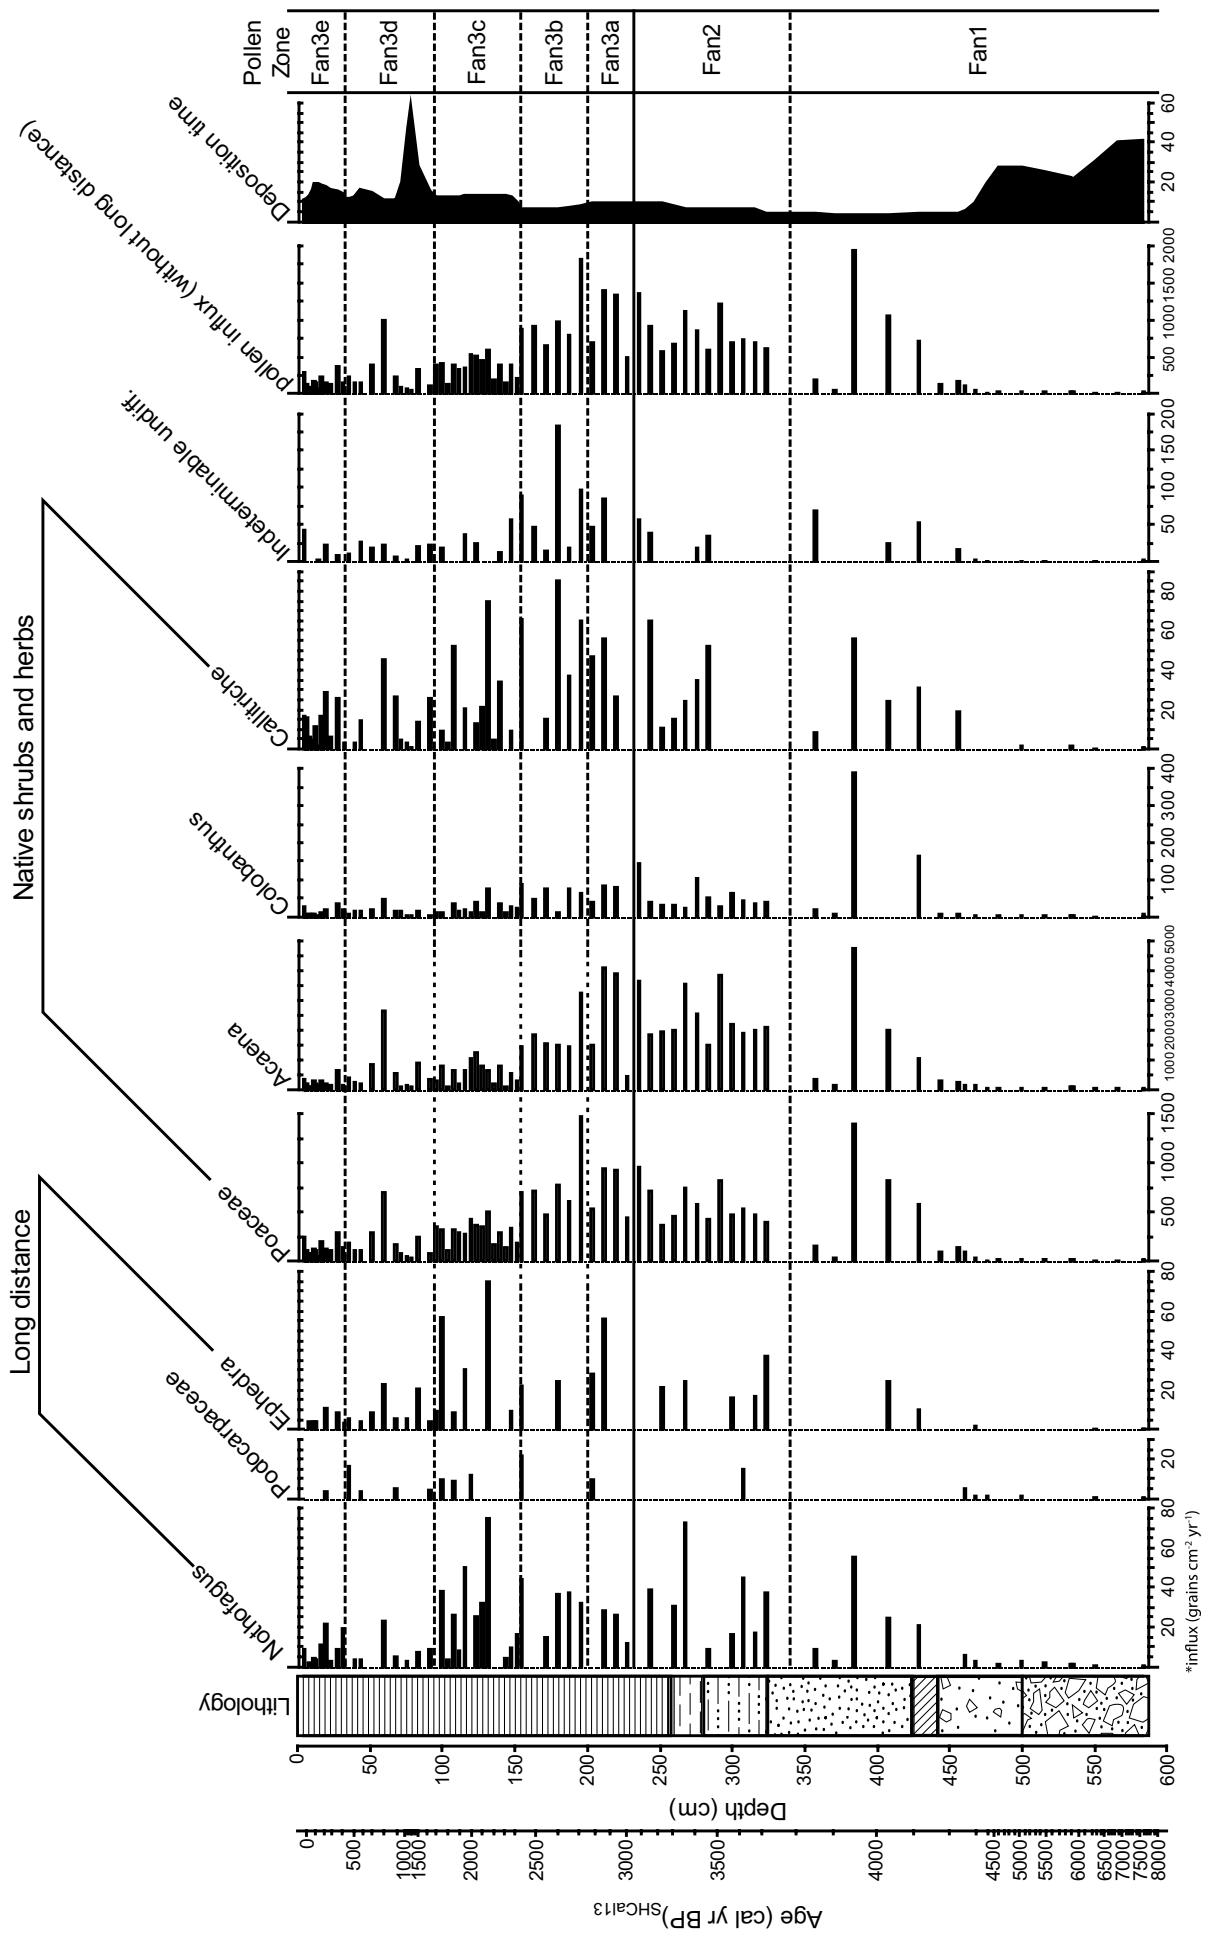 Long distance
Native shrubs and herbs
Age (cal yr BP)SHCal13
Depth (cm)
Lithology
Nothofagus
Podocarpaceae
Ephedra
Poaceae
Acaena
Colobanthus
Callitriche
Indeterminable undiff.
pollen influx (without long distance)
Deposition time
Pollen
Zone
Fan3e
Fan3d
Fan3c
Fan3b
Fan3a
Fan2
Fan1
0 500 1000 1500 2000 2500 3000 3500 4000 4500 5000 5500 6000 6500 7000 7500 8000
0 50 100 150 200 250 300 350 400 450 500 550 600
20 40 60 80
20
20 40 60 80
500 1000 1500
1000 2000 3000 4000 5000
100 200 300 400
20 40 60 80
50 100 150 200
500 1000 1500 2000
20 40 60
*influx (grains cm-2 yr-1)